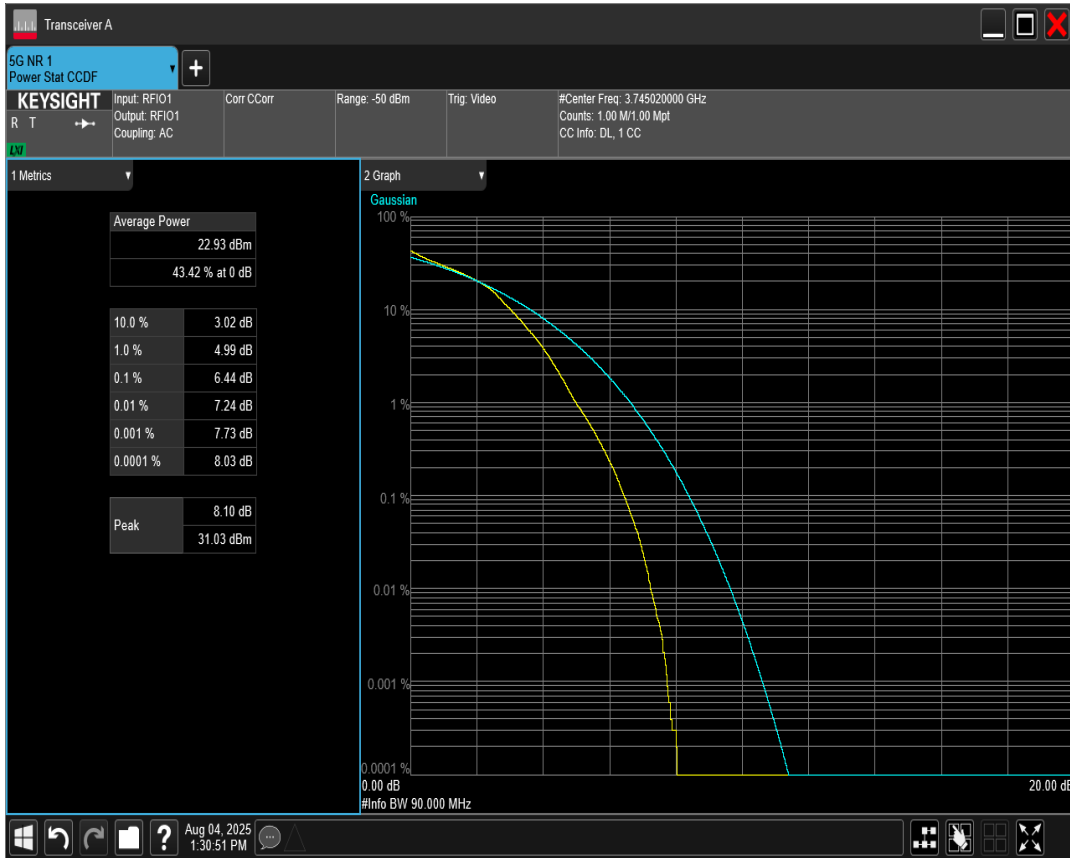 Transceiver A
5G NR 1
Power Stat CCDF
KEYSIGHT
R T
LXI
Input: RFIO1
Output: RFIO1
Coupling: AC
Corr CCorr
Range: -50 dBm
Trig: Video
#Center Freq: 3.745020000 GHz
Counts: 1.00 M/1.00 Mpt
CC Info: DL, 1 CC
1 Metrics
Average Power
22.93 dBm
43.42 % at 0 dB
10.0 % 3.02 dB
1.0 % 4.99 dB
0.1 % 6.44 dB
0.01 % 7.24 dB
0.001 % 7.73 dB
0.0001 % 8.03 dB
Peak
8.10 dB
31.03 dBm
2 Graph
Gaussian
100 %
10 %
1 %
0.1 %
0.01 %
0.001 %
0.0001 %
0.00 dB 20.00 dB
#Info BW 90.000 MHz
?
Aug 04, 2025
1:30:51 PM